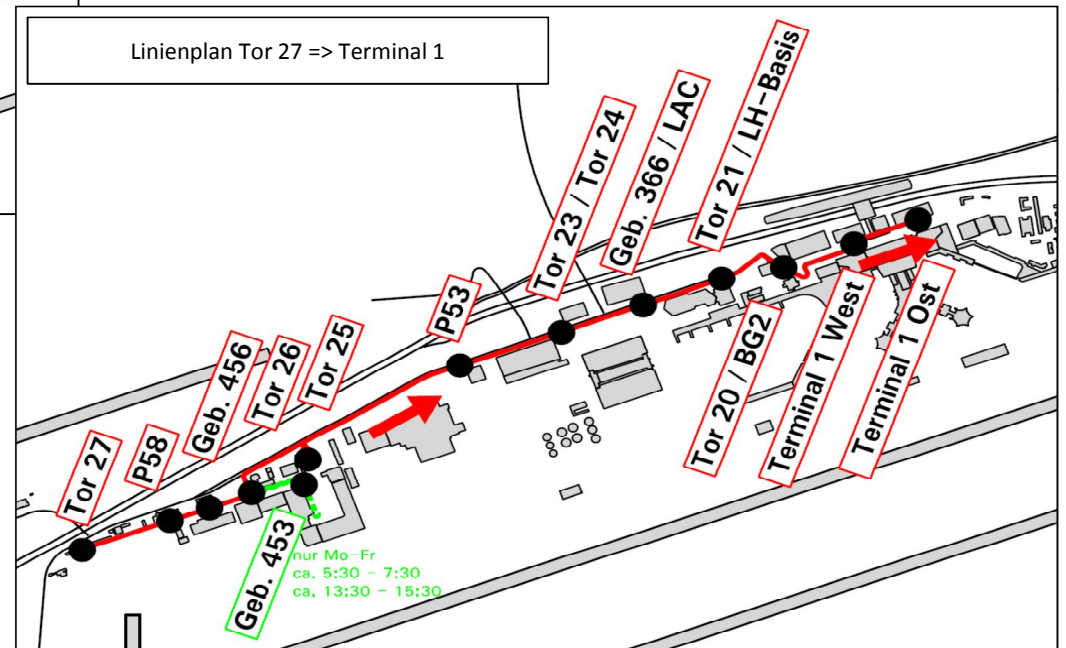 Linienplan Tor 27 => Terminal 1
Tor 27
P58
Geb. 456
Tor 26
Tor 25
P53
Tor 23 / Tor 24
Geb. 366 / LAC
Tor 21 / LH-Basis
Tor 20 / BG2
Terminal 1 West
Terminal 1 Ost
Geb. 453
nur Mo-Fr
ca. 5:30 - 7:30
ca. 13:30 - 15:30